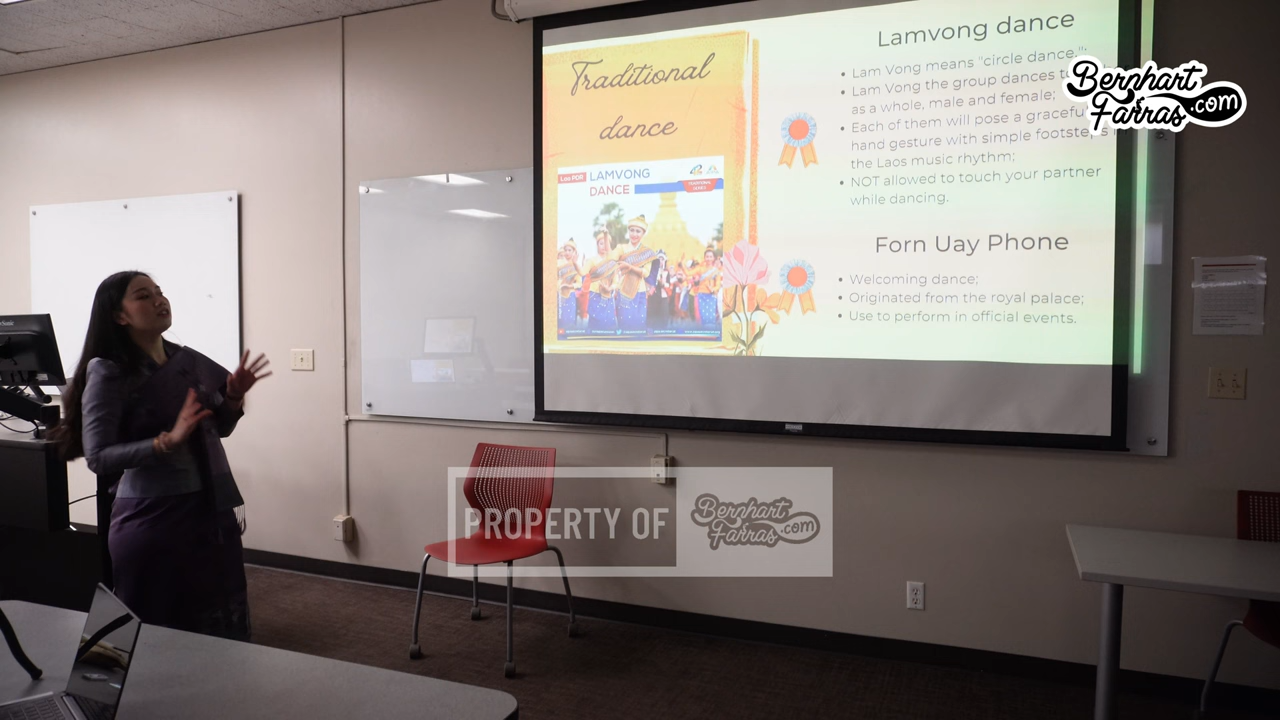 Traditional
dance
Lao PDR
LAMVONG
DANCE
Lamvong dance
• Lam Vong means "circle dance,";
• Lam Vong the group dances
as a whole, male and female;
• Each of them will pose a graceful
hand gesture with simple footsteps
the Laos music rhythm;
• NOT allowed to touch your partner
while dancing.
Forn Uay Phone
• Welcoming dance;
• Originated from the royal palace;
• Use to perform in official events.
Bernhart
Farras .com
PROPERTY OF
Bernhart
Farras .com